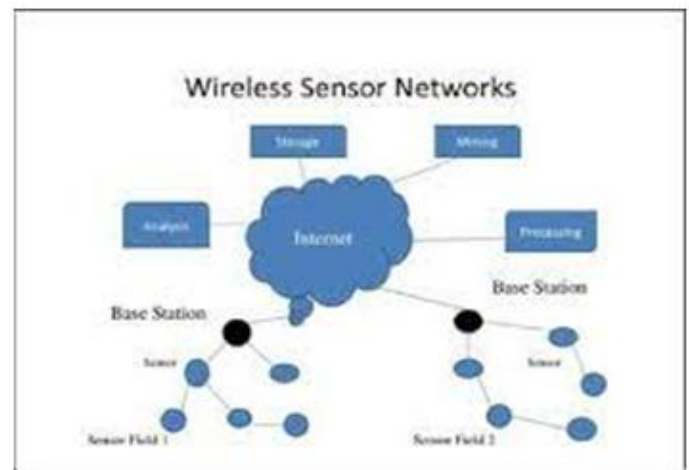 Wireless Sensor Networks
Storage
Mining
Analysis
Internet
Processing
Base Station
Base Station
Sensor
Sensor
Sensor Field 1
Sensor Field 2